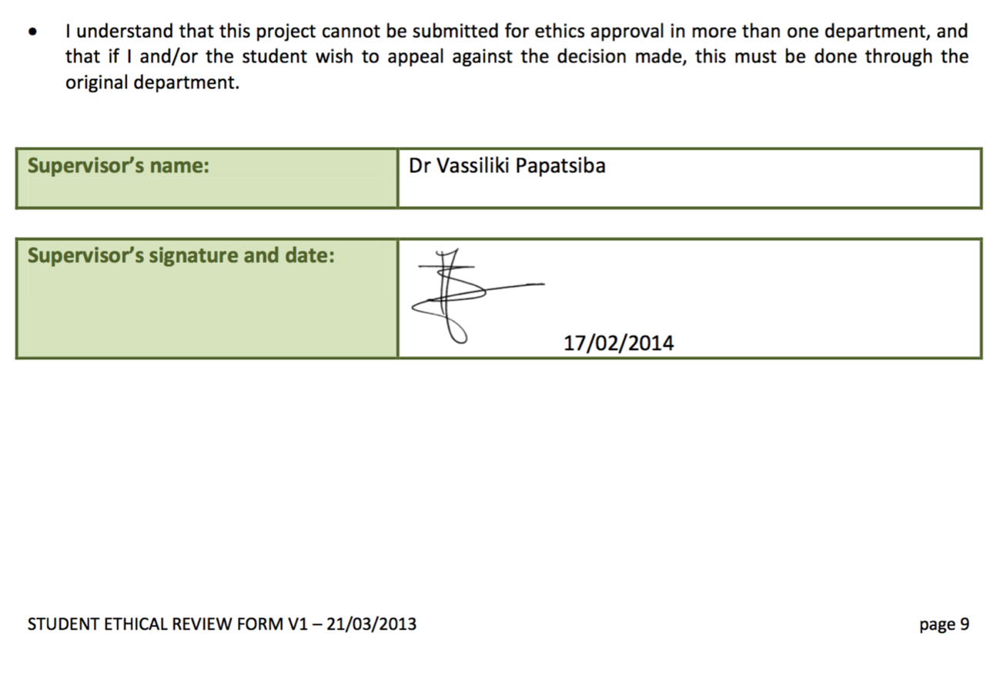 • I understand that this project cannot be submitted for ethics approval in more than one department, and
that if I and/or the student wish to appeal against the decision made, this must be done through the
original department.
Supervisor’s name:
Dr Vassiliki Papatsiba
Supervisor’s signature and date:
17/02/2014
STUDENT ETHICAL REVIEW FORM V1 – 21/03/2013
page 9